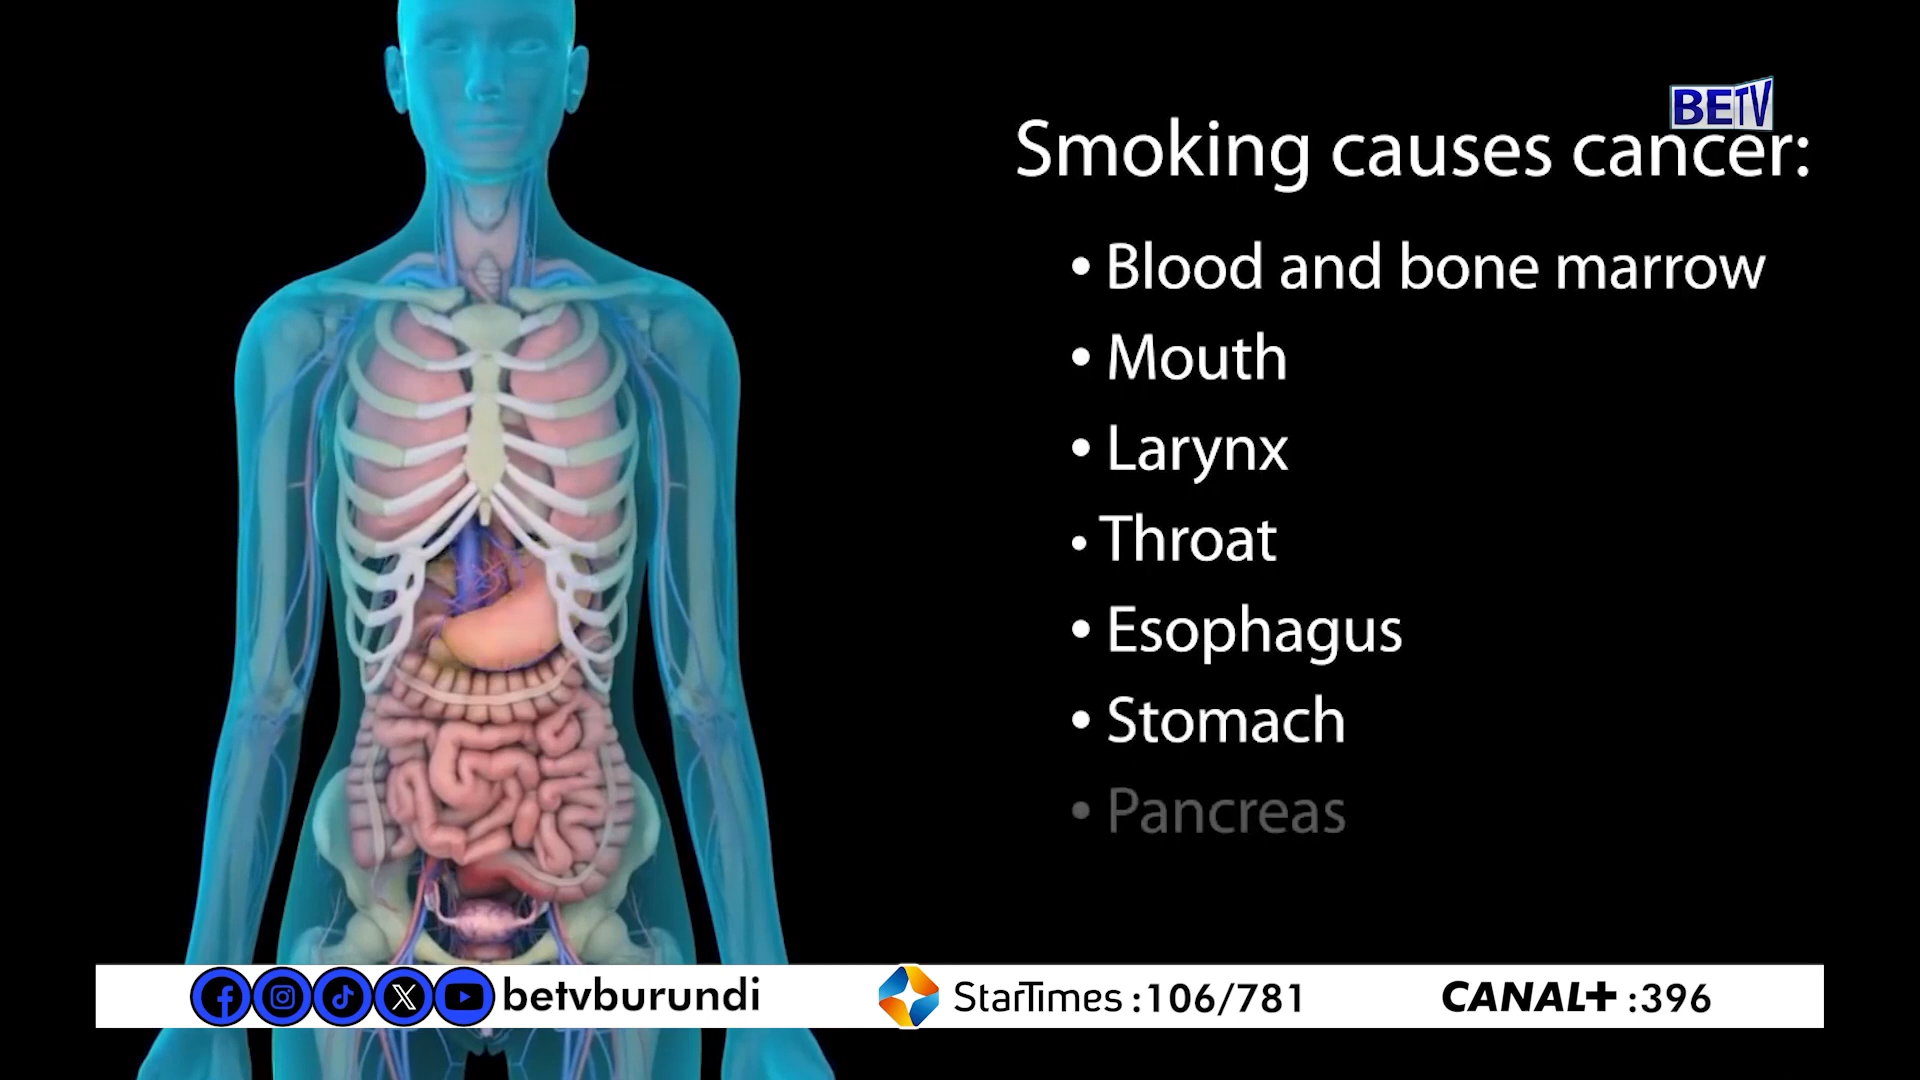 BETV
Smoking causes cancer:
• Blood and bone marrow
• Mouth
• Larynx
• Throat
• Esophagus
• Stomach
• Pancreas
betvburundi
StarTimes :106/781
CANAL+ :396